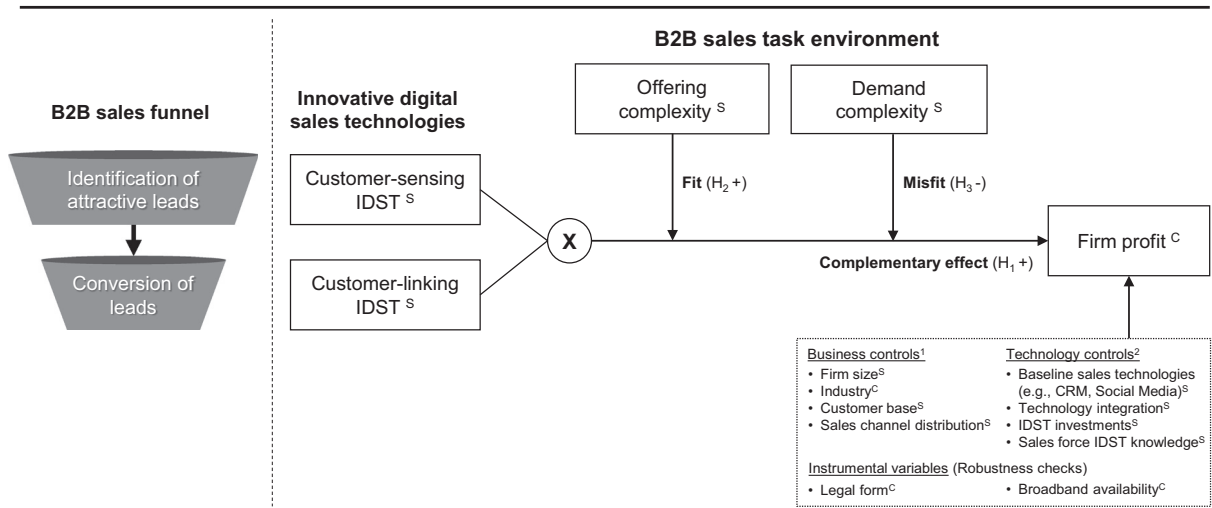 B2B sales funnel
Identification of
attractive leads
Conversion of
leads
Innovative digital
sales technologies
Customer-sensing
IDST S
Customer-linking
IDST S
X
B2B sales task environment
Offering
complexity S
Demand
complexity S
Fit (H2 +)
Misfit (H3 -)
Complementary effect (H1 +)
Firm profit C
Business controls1
• Firm sizeS
• IndustryC
• Customer baseS
• Sales channel distributionS
Technology controls2
• Baseline sales technologies
(e.g., CRM, Social Media)S
• Technology integrationS
• IDST investmentsS
• Sales force IDST knowledgeS
Instrumental variables (Robustness checks)
• Legal formC
• Broadband availabilityC